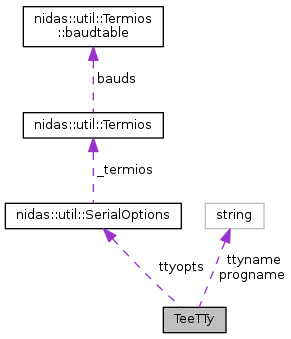 nidas::util::Termios
::baudtable
bauds
nidas::util::Termios
_termios
nidas::util::SerialOptions
string
ttyopts
ttyname
progname
TeeTTy